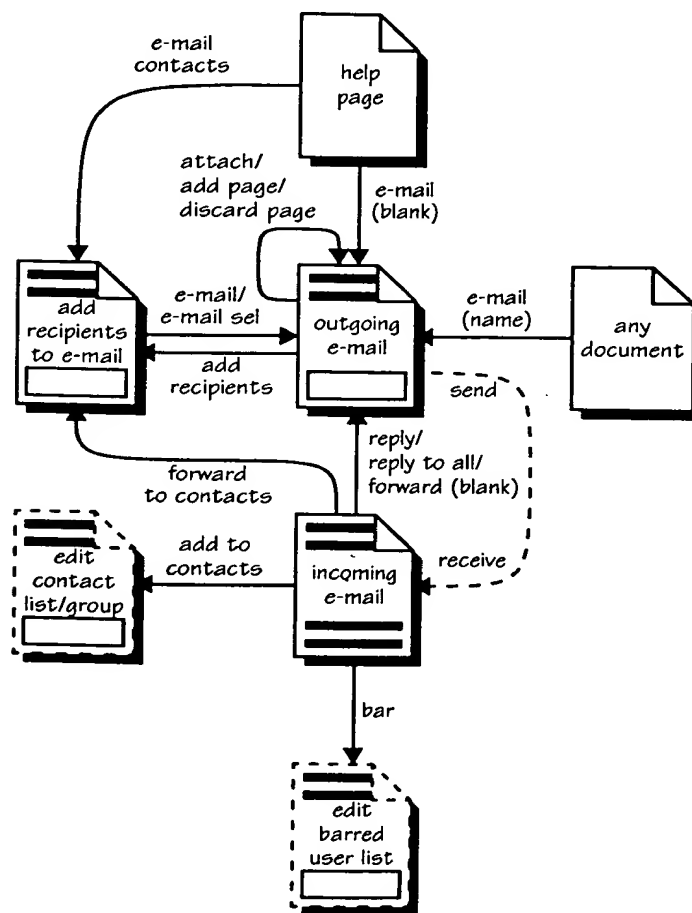 e-mail
contacts
help
page
attach/
add page/
discard page
e-mail
(blank)
add
recipients
to e-mail
e-mail/
e-mail sel
add
recipients
outgoing
e-mail
e-mail
(name)
any
document
send
reply/
reply to all/
forward (blank)
forward
to contacts
edit
contact
list/group
add to
contacts
incoming
e-mail
receive
bar
edit
barred
user list